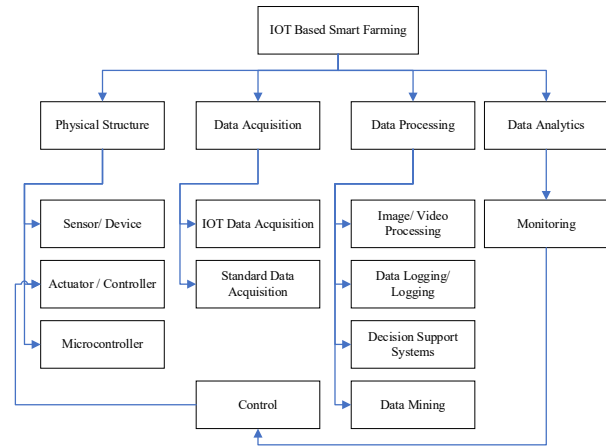 IOT Based Smart Farming
Physical Structure
Data Acquisition
Data Processing
Data Analytics
Sensor/ Device
IOT Data Acquisition
Image/ Video
Processing
Monitoring
Actuator / Controller
Standard Data
Acquisition
Data Logging/
Logging
Microcontroller
Decision Support
Systems
Control
Data Mining